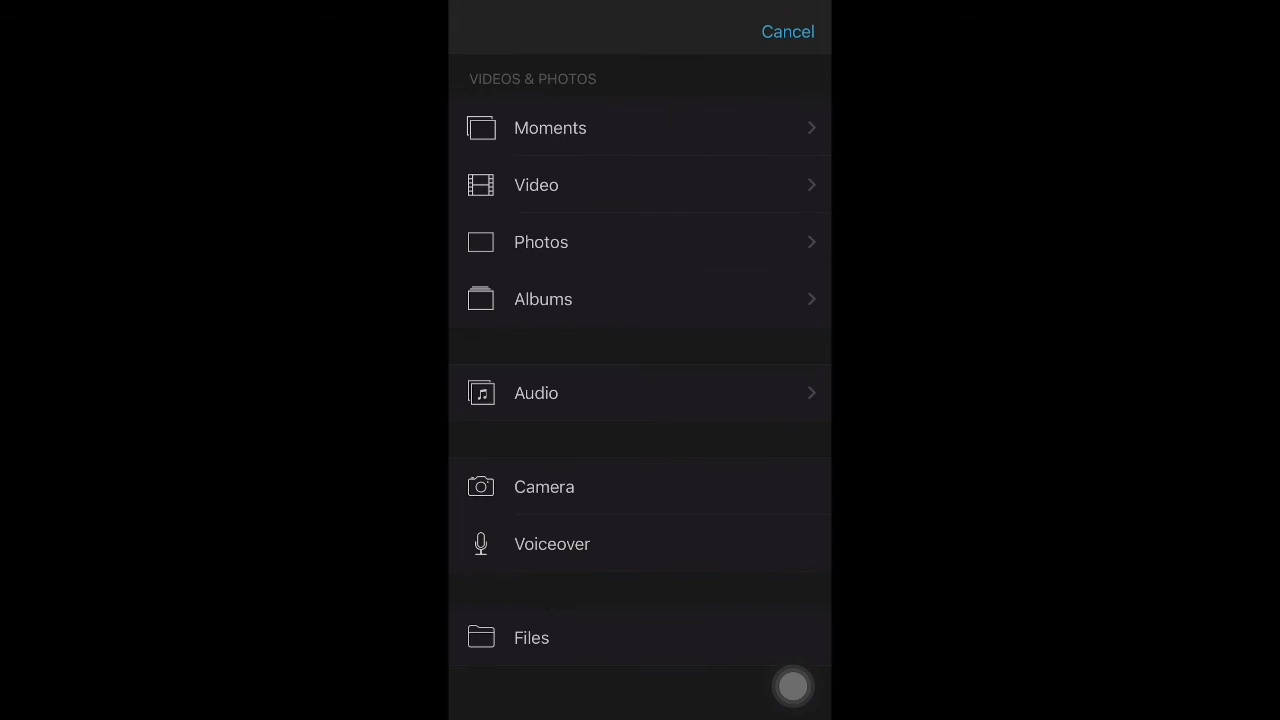 Cancel
VIDEOS & PHOTOS
Moments
Video
Photos
Albums
Audio
Camera
Voiceover
Files